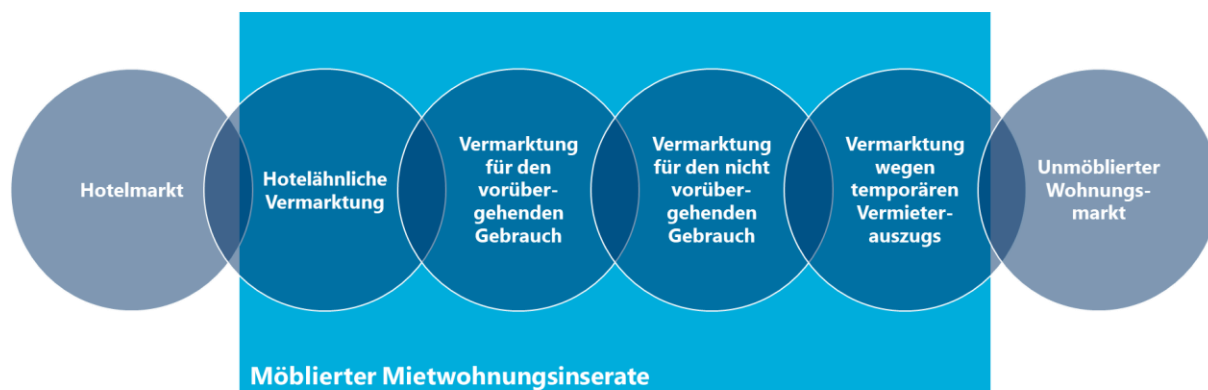 Hotelmarkt
Hotelähnliche
Vermarktung
Vermarktung
für den
vorüber-
gehenden
Gebrauch
Vermarktung
für den nicht
vorüber-
gehenden
Gebrauch
Vermarktung
wegen
temporären
Vermieter-
auszugs
Unmöblierter
Wohnungs-
markt
Möblierter Mietwohnungsinserate